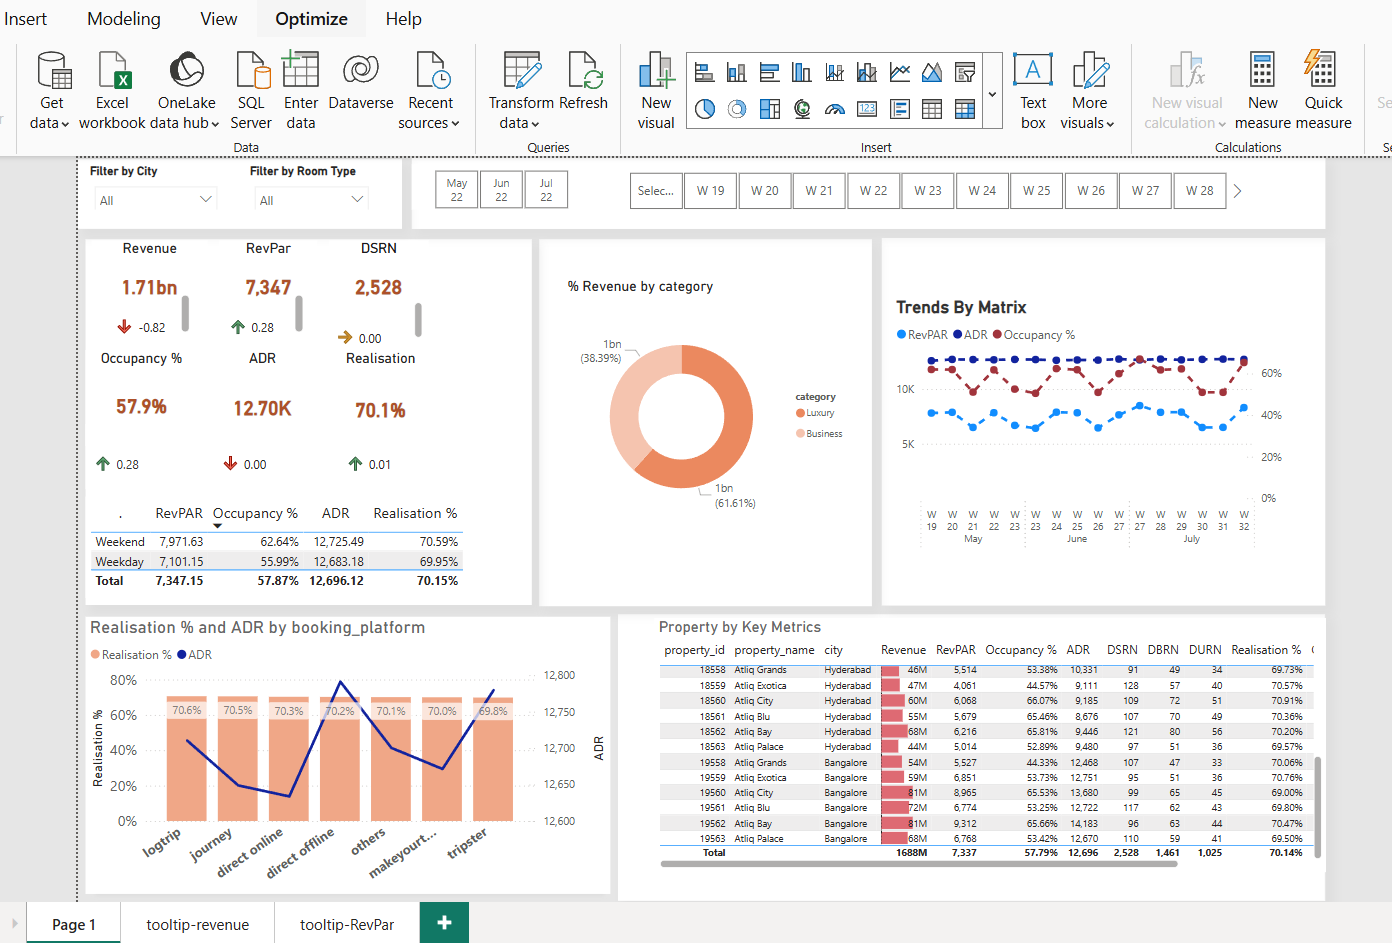 Insert Modeling View Optimize Help
Get data
Excel workbook
OneLake data hub
SQL Server
Enter data
Dataverse
Recent sources
Data
Transform data
Refresh
Queries
New visual
123
A
Text box
More visuals
Insert
fx
New visual calculation
New measure
Quick measure
Calculations
Se
Se
Filter by City
All
Filter by Room Type
All
May 22
Jun 22
Jul 22
Selec... W 19 W 20 W 21 W 22 W 23 W 24 W 25 W 26 W 27 W 28
Revenue RevPar DSRN
1.71bn 7,347 2,528
-0.82 0.28 0.00
Occupancy % ADR Realisation
57.9% 12.70K 70.1%
0.28 0.00 0.01
. RevPAR Occupancy % ADR Realisation %
Weekend 7,971.63 62.64% 12,725.49 70.59%
Weekday 7,101.15 55.99% 12,683.18 69.95%
Total 7,347.15 57.87% 12,696.12 70.15%
% Revenue by category
1bn
(38.39%)
1bn
(61.61%)
category
Luxury
Business
Trends By Matrix
RevPAR ADR Occupancy %
10K
5K
60%
40%
20%
0%
W W W W W W W W W W W W W W W W
19 20 21 22 23 23 24 25 26 27 27 28 29 30 31 32
May June July
Realisation % and ADR by booking_platform
Realisation % ADR
Realisation %
80%
60%
40%
20%
0%
70.6% 70.5% 70.3% 70.2% 70.1% 70.0% 69.8%
12,800
12,750
12,700
12,650
12,600
ADR
logtrip journey direct online direct offline others makeyourt... tripster
Property by Key Metrics
property_id property_name city Revenue RevPAR Occupancy % ADR DSRN DBRN DURN Realisation %
18558 Atliq Grands Hyderabad 46M 5,514 53.38% 10,331 91 49 34 69.73%
18559 Atliq Exotica Hyderabad 47M 4,061 44.57% 9,111 128 57 40 70.57%
18560 Atliq City Hyderabad 60M 6,068 66.07% 9,185 109 72 51 70.91%
18561 Atliq Blu Hyderabad 55M 5,679 65.46% 8,676 107 70 49 70.36%
18562 Atliq Bay Hyderabad 68M 6,216 65.81% 9,446 121 80 56 70.20%
18563 Atliq Palace Hyderabad 44M 5,014 52.89% 9,480 97 51 36 69.57%
19558 Atliq Grands Bangalore 54M 5,527 44.33% 12,468 107 47 33 70.06%
19559 Atliq Exotica Bangalore 59M 6,851 53.73% 12,751 95 51 36 70.76%
19560 Atliq City Bangalore 81M 8,965 65.53% 13,680 99 65 45 69.00%
19561 Atliq Blu Bangalore 72M 6,774 53.25% 12,722 117 62 43 69.80%
19562 Atliq Bay Bangalore 81M 9,312 65.66% 14,183 96 63 44 70.47%
19563 Atliq Palace Bangalore 68M 6,768 53.42% 12,670 110 59 41 69.50%
Total 1688M 7,337 57.79% 12,696 2,528 1,461 1,025 70.14%
Page 1 tooltip-revenue tooltip-RevPar +